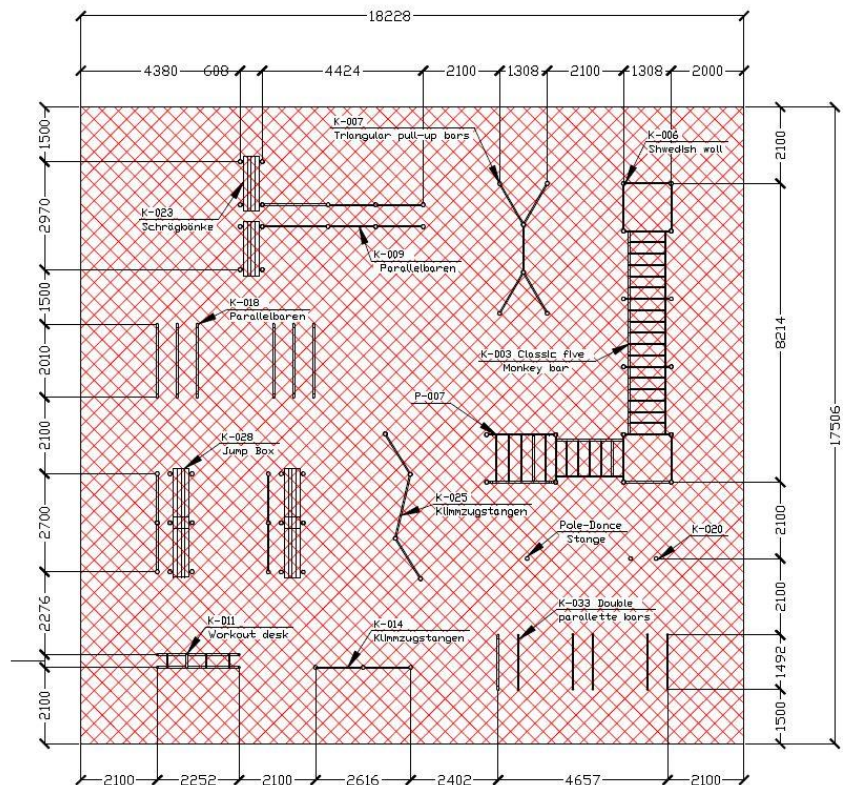 18228
4380 608 4424 2100 1308 2100 1308 2000
K-007
Triangular pull-up bars
K-006
Shwedish wall
1500
2100
K-023
Schrägbänke
2970
K-009
Parallelbaren
1500
K-018
Parallelbaren
8214
K-003 Classic five
Monkey bar
2010
P-007
17506
2100
K-028
Jump Box
K-025
Klimmzugstangen
2100
Pole-Dance
Stange
K-020
2700
2100
K-033 Double
parallette bars
2276
K-011
Workout desk
K-014
Klimmzugstangen
1492
2100
1500
2100 2252 2100 2616 2402 4657 2100